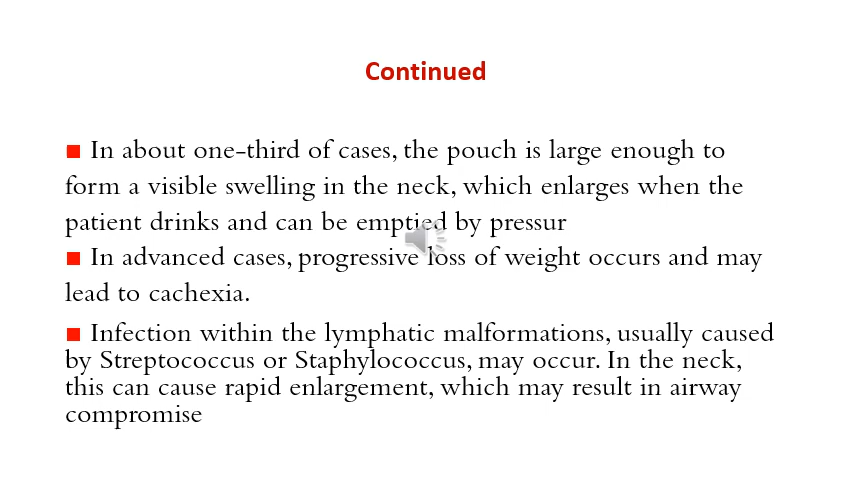 Continued
■ In about one-third of cases, the pouch is large enough to
form a visible swelling in the neck, which enlarges when the
patient drinks and can be emptied by pressur
■ In advanced cases, progressive loss of weight occurs and may
lead to cachexia.
■ Infection within the lymphatic malformations, usually caused
by Streptococcus or Staphylococcus, may occur. In the neck,
this can cause rapid enlargement, which may result in airway
compromise